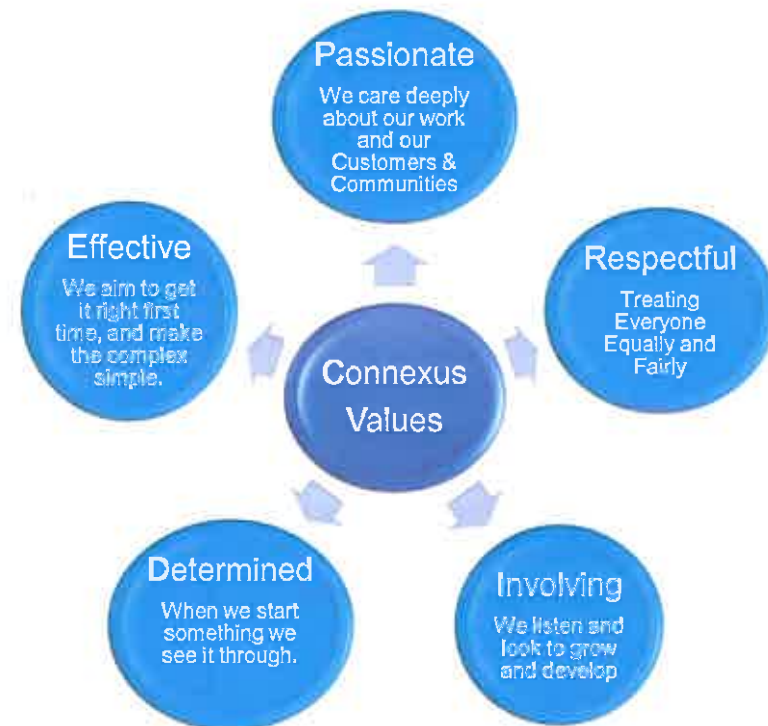 Passionate
We care deeply
about our work
and our
Customers &
Communities
Effective
We aim to get
it right first
time, and make
the complex
simple.
Respectful
Treating
Everyone
Equally and
Fairly
Connexus
Values
Determined
When we start
something we
see it through.
Involving
We listen and
look to grow
and develop